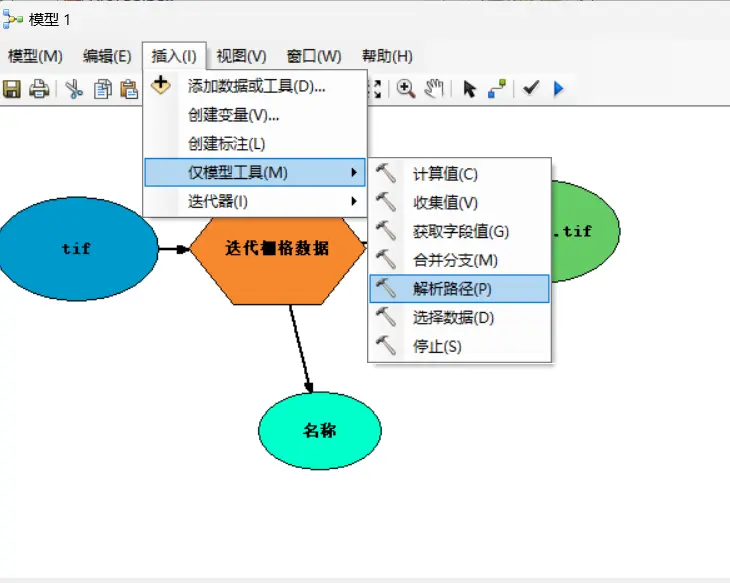 模型 1
模型(M) 编辑(E) 插入(I) 视图(V) 窗口(W) 帮助(H)
添加数据或工具(D)...
创建变量(V)...
创建标注(L)
仅模型工具(M)
迭代器(I)
计算值(C)
收集值(V)
获取字段值(G)
合并分支(M)
解析路径(P)
选择数据(D)
停止(S)
tif
迭代栅格数据
.tif
名称